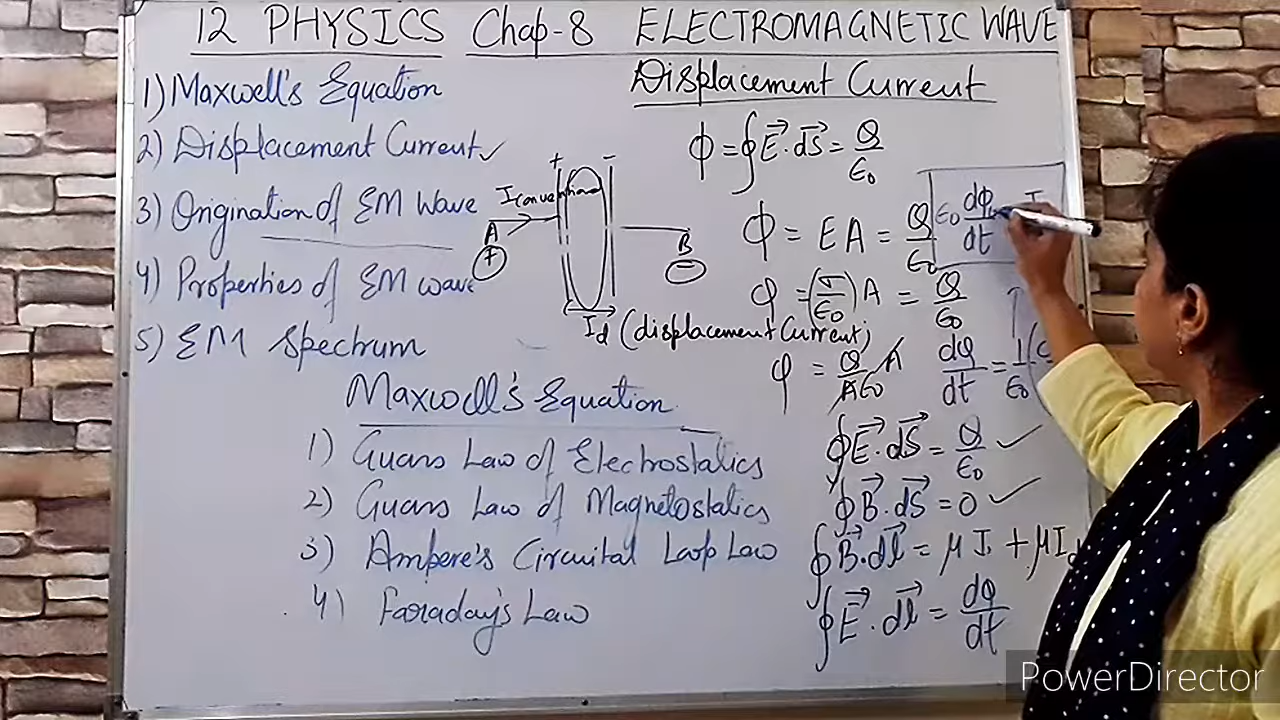 12 PHYSICS Chap-8 ELECTROMAGNETIC WAVE
1) Maxwell's Equation
2) Displacement Current ✓
3) Origination of EM Wave
4) Properties of EM wave
5) EM Spectrum
+ -
I conventional
A
+
B
-
Id (displacement Current)
Displacement Current
ϕ = ∮E⃗.dS⃗ = Q/ε₀
ϕ = EA = Q/ε₀
ε₀ dϕ/dt
φ = (σ/ε₀) A = Q/ε₀
φ = Q/Aε₀ A
dφ/dt = 1/ε₀ (
Maxwell's Equation
1) Guass Law of Electrostatics ∮E⃗.dS⃗ = Q/ε₀ ✓
2) Guass Law of Magnetostatics ∮B⃗.dS⃗ = 0 ✓
3) Ampere's Circuital Loop Law ∮B⃗.dl⃗ = μI + μId
4) Faraday's Law ∮E⃗.dl⃗ = dφ/dt
PowerDirector